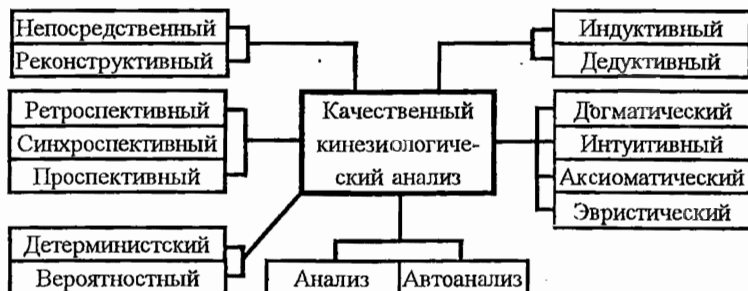 Непосредственный
Реконструктивный
Индуктивный
Дедуктивный
Ретроспективный
Синхроспективный
Проспективный
Качественный
кинезиологиче-
ский анализ
Догматический
Интуитивный
Аксиоматический
Эвристический
Детерминистский
Вероятностный
Анализ
Автоанализ